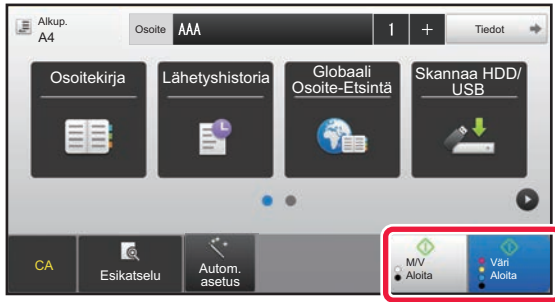 Alkup.
A4
Osoite AAA 1 + Tiedot
Osoitekirja
Lähetyshistoria
Globaali
Osoite-Etsintä
Skannaa HDD/
USB
CA
Esikatselu
Autom.
asetus
M/V
Aloita
Väri
Aloita